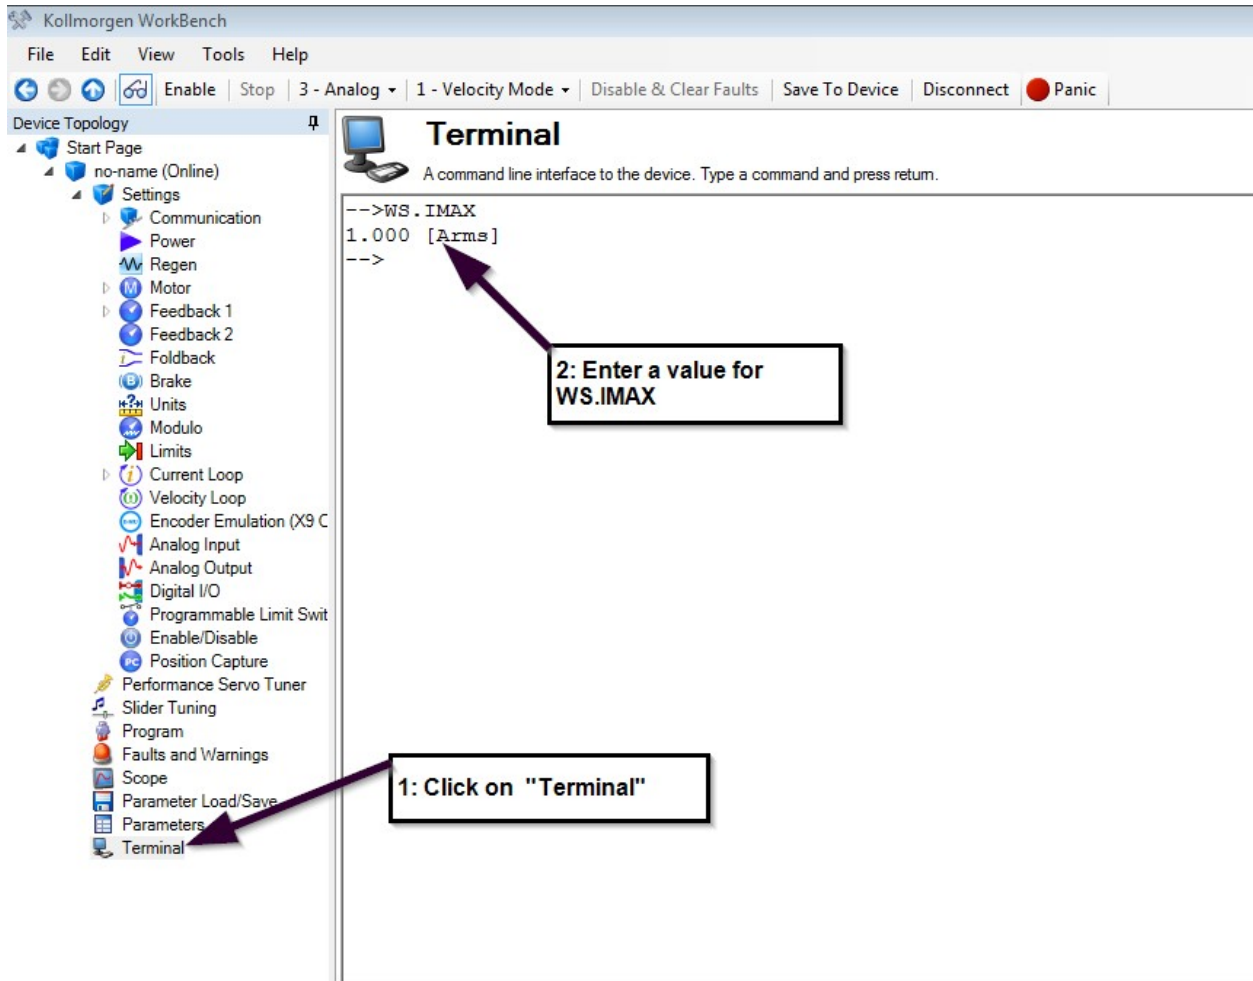 Kollmorgen WorkBench
File Edit View Tools Help
Enable Stop 3 - Analog 1 - Velocity Mode Disable & Clear Faults Save To Device Disconnect Panic
Device Topology
Start Page
no-name (Online)
Settings
Communication
Power
Regen
Motor
Feedback 1
Feedback 2
Foldback
Brake
Units
Modulo
Limits
Current Loop
Velocity Loop
Encoder Emulation (X9 C
Analog Input
Analog Output
Digital I/O
Programmable Limit Swit
Enable/Disable
Position Capture
Performance Servo Tuner
Slider Tuning
Program
Faults and Warnings
Scope
Parameter Load/Save
Parameters
Terminal
Terminal
A command line interface to the device. Type a command and press return.
-->WS.IMAX
1.000 [Arms]
-->
2: Enter a value for
WS.IMAX
1: Click on "Terminal"